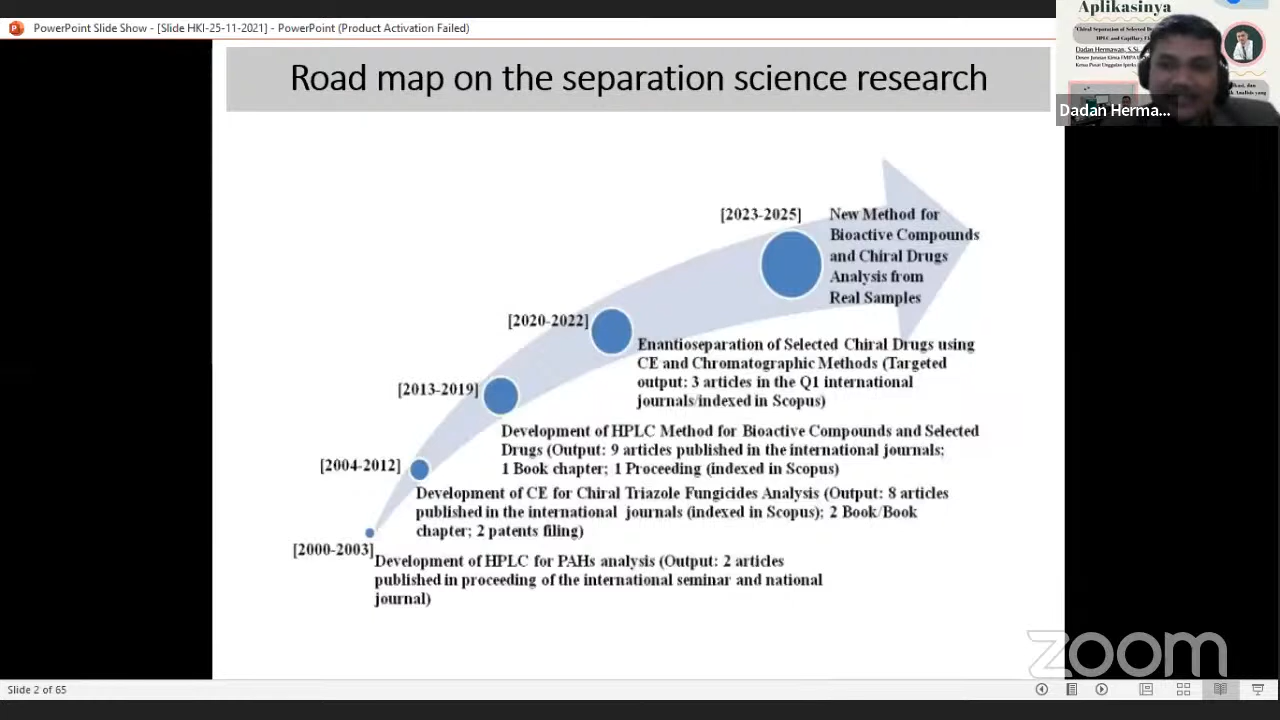 PowerPoint Slide Show - [Slide HKI-25-11-2021] - PowerPoint (Product Activation Failed)
Aplikasinya
Dadan Hermawan, S.Si
Dadan Herma...
Road map on the separation science research
[2023-2025]
New Method for
Bioactive Compounds
and Chiral Drugs
Analysis from
Real Samples
[2020-2022]
Enantioseparation of Selected Chiral Drugs using
CE and Chromatographic Methods (Targeted
output: 3 articles in the Q1 international
journals/indexed in Scopus)
[2013-2019]
Development of HPLC Method for Bioactive Compounds and Selected
Drugs (Output: 9 articles published in the international journals;
1 Book chapter; 1 Proceeding (indexed in Scopus)
[2004-2012]
Development of CE for Chiral Triazole Fungicides Analysis (Output: 8 articles
published in the international journals (indexed in Scopus); 2 Book/Book
chapter; 2 patents filing)
[2000-2003]
Development of HPLC for PAHs analysis (Output: 2 articles
published in proceeding of the international seminar and national
journal)
zoom
Slide 2 of 65